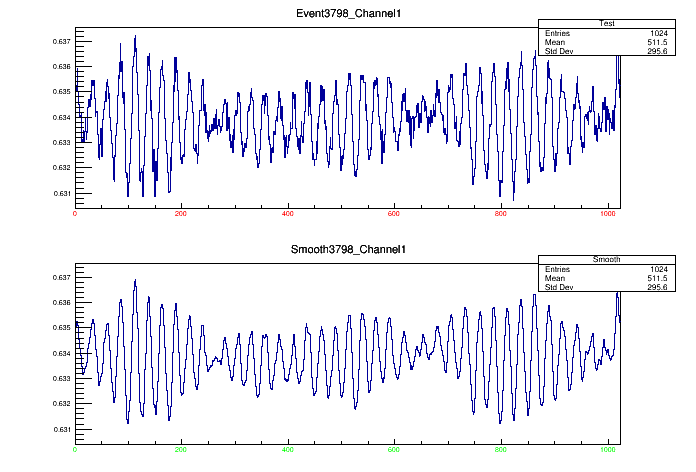 Event3798_Channel1
Test
Entries 1024
Mean 511.5
Std Dev 295.6
0.637
0.636
0.635
0.634
0.633
0.632
0.631
0 200 400 600 800 1000
Smooth3798_Channel1
Smooth
Entries 1024
Mean 511.5
Std Dev 295.6
0.637
0.636
0.635
0.634
0.633
0.632
0.631
0 200 400 600 800 1000